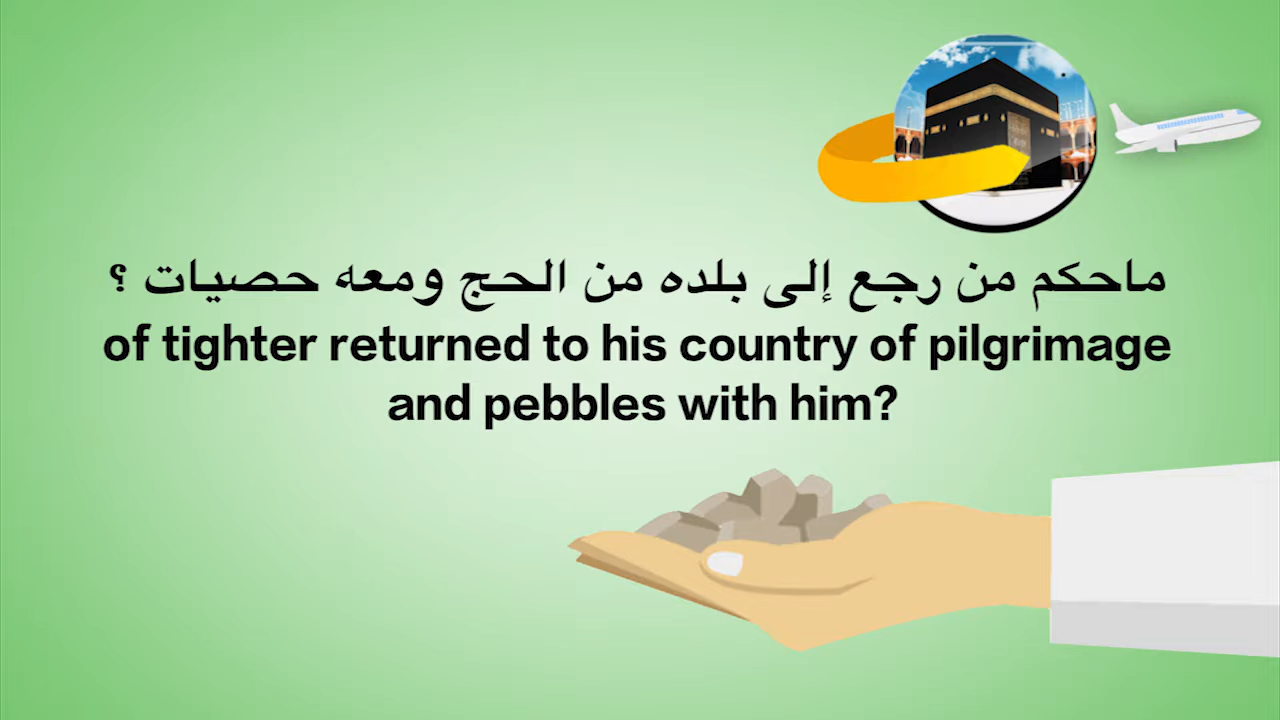 ماحكم من رجع إلى بلده من الحج ومعه حصيات ؟
of tighter returned to his country of pilgrimage
and pebbles with him?